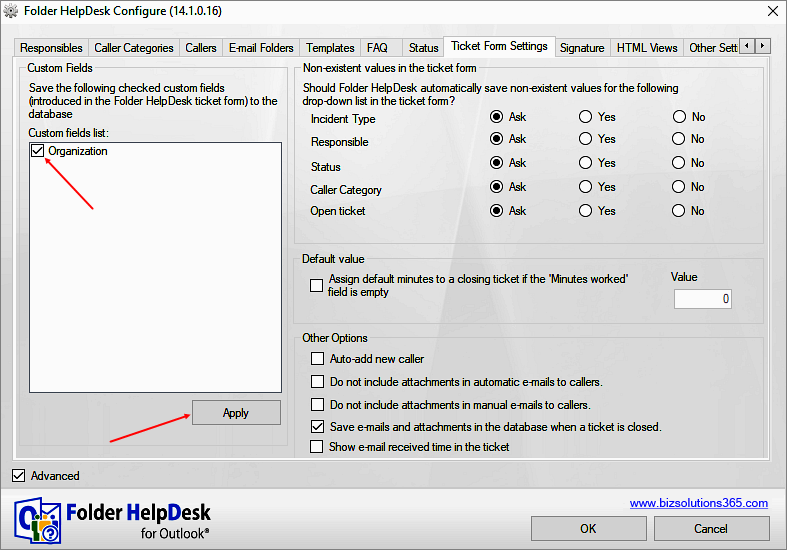 Folder HelpDesk Configure (14.1.0.16)
Responsibles Caller Categories Callers E-mail Folders Templates FAQ Status Ticket Form Settings Signature HTML Views Other Sett
Custom Fields
Save the following checked custom fields
(introduced in the Folder HelpDesk ticket form) to the
database
Custom fields list:
Organization
Apply
Non-existent values in the ticket form
Should Folder HelpDesk automatically save non-existent values for the following
drop-down list in the ticket form?
Incident Type Ask Yes No
Responsible Ask Yes No
Status Ask Yes No
Caller Category Ask Yes No
Open ticket Ask Yes No
Default value
Assign default minutes to a closing ticket if the 'Minutes worked'
field is empty
Value
0
Other Options
Auto-add new caller
Do not include attachments in automatic e-mails to callers.
Do not include attachments in manual e-mails to callers.
Save e-mails and attachments in the database when a ticket is closed.
Show e-mail received time in the ticket
Advanced
Folder HelpDesk
for Outlook®
www.bizsolutions365.com
OK Cancel